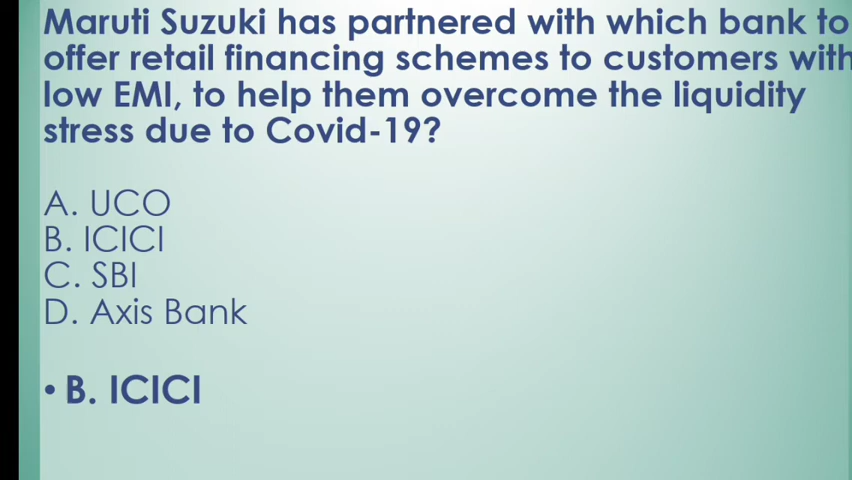 Maruti Suzuki has partnered with which bank to
offer retail financing schemes to customers with
low EMI, to help them overcome the liquidity
stress due to Covid-19?
A. UCO
B. ICICI
C. SBI
D. Axis Bank
• B. ICICI